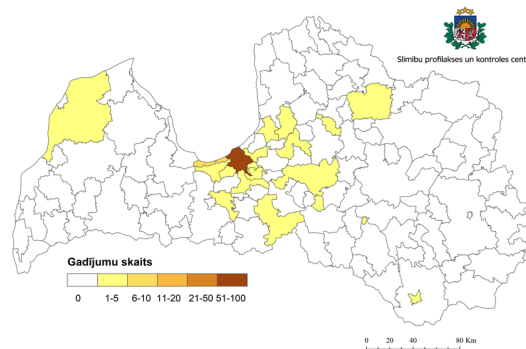 Slimību profilakses un kontroles cent
Gadījumu skaits
0 1-5 6-10 11-20 21-50 51-100
0 20 40 80 Km